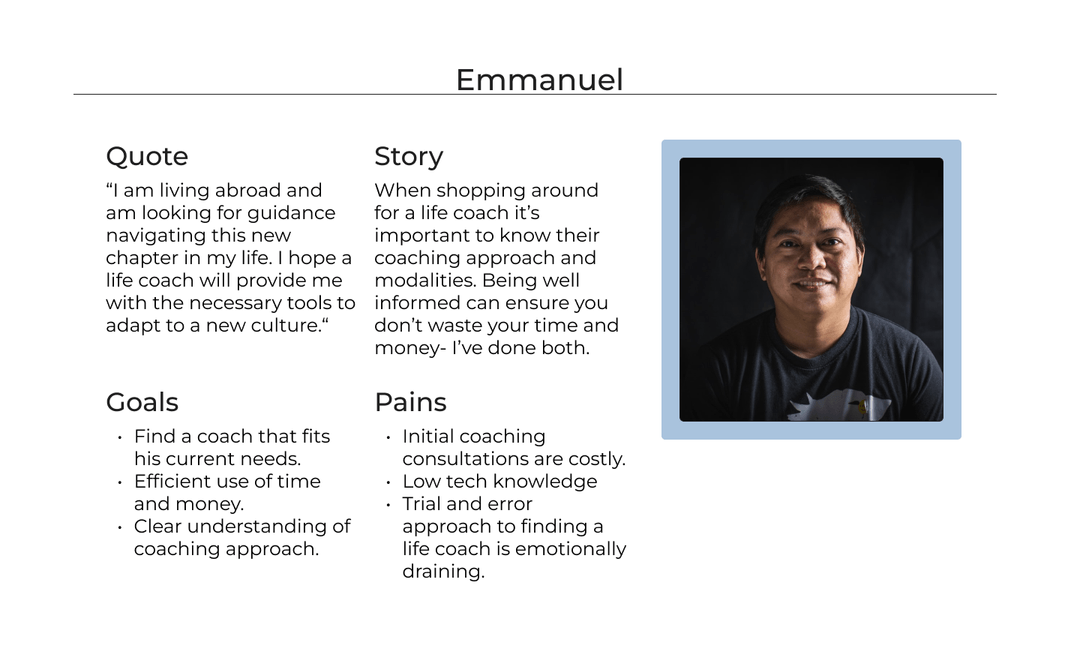 Emmanuel
Quote
“I am living abroad and
am looking for guidance
navigating this new
chapter in my life. I hope a
life coach will provide me
with the necessary tools to
adapt to a new culture.“
Story
When shopping around
for a life coach it’s
important to know their
coaching approach and
modalities. Being well
informed can ensure you
don’t waste your time and
money- I’ve done both.
Goals
• Find a coach that fits
his current needs.
• Efficient use of time
and money.
• Clear understanding of
coaching approach.
Pains
• Initial coaching
consultations are costly.
• Low tech knowledge
• Trial and error
approach to finding a
life coach is emotionally
draining.